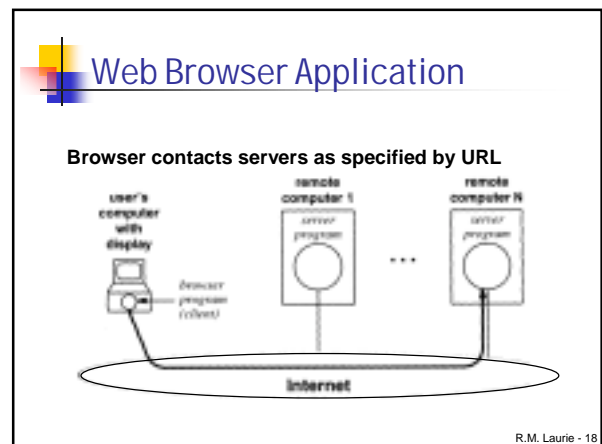 Web Browser Application
Browser contacts servers as specified by URL
user's
computer
with
display
remote
computer 1
server
program
...
remote
computer N
server
program
browser
program
(client)
Internet
R.M. Laurie - 18